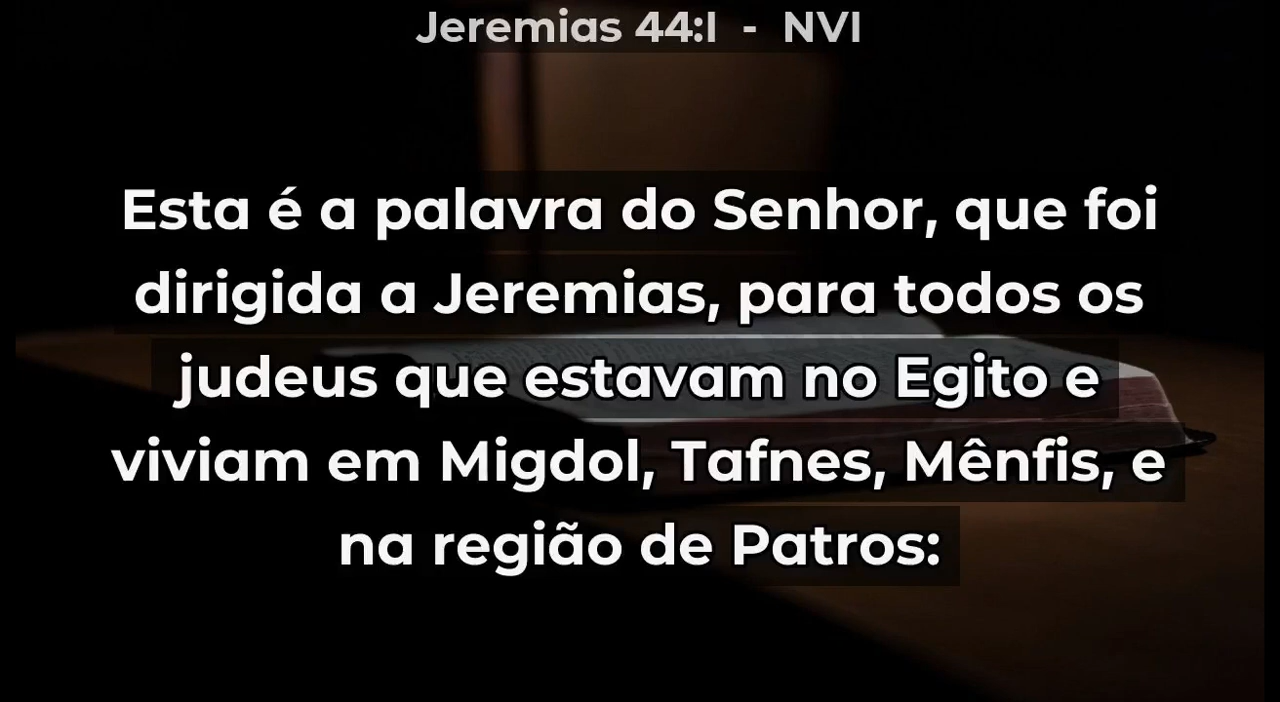 Jeremias 44:1 - NVI
Esta é a palavra do Senhor, que foi
dirigida a Jeremias, para todos os
judeus que estavam no Egito e
viviam em Migdol, Tafnes, Mênfis, e
na região de Patros: